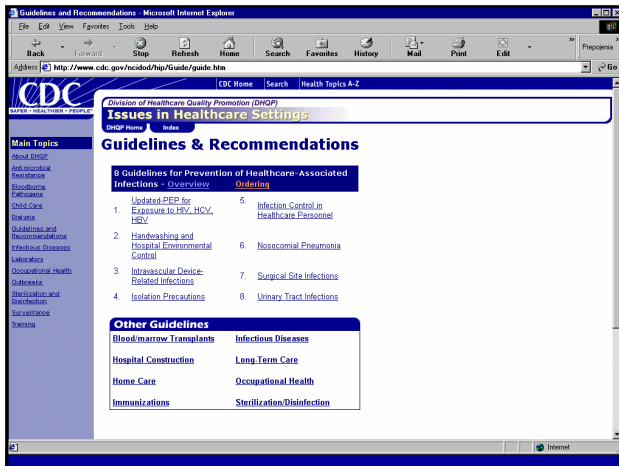 Guidelines and Recommendations - Microsoft Internet Explorer
File Edit View Favorites Tools Help
Back Forward Stop Refresh Home Search Favorites History Mail Print Edit » Prepojenia »
Address http://www.cdc.gov/ncidod/hip/Guide/guide.htm Go
CDC Home Search Health Topics A-Z
CDC
SAFER • HEALTHIER • PEOPLE™
Division of Healthcare Quality Promotion (DHQP)
Issues in Healthcare Settings
DHQP Home Index
Main Topics
About DHQP
Antimicrobial
Resistance
Bloodborne
Pathogens
Child Care
Dialysis
Guidelines and
Recommendations
Infectious Diseases
Laboratory
Occupational Health
Outbreaks
Sterilization and
Disinfection
Surveillance
Training
Guidelines & Recommendations
8 Guidelines for Prevention of Healthcare-Associated
Infections - Overview Ordering
1. Updated-PEP for
Exposure to HIV, HCV,
HBV
2. Handwashing and
Hospital Environmental
Control
3. Intravascular Device-
Related Infections
4. Isolation Precautions
5. Infection Control in
Healthcare Personnel
6. Nosocomial Pneumonia
7. Surgical Site Infections
8. Urinary Tract Infections
Other Guidelines
Blood/marrow Transplants Infectious Diseases
Hospital Construction Long-Term Care
Home Care Occupational Health
Immunizations Sterilization/Disinfection
Internet